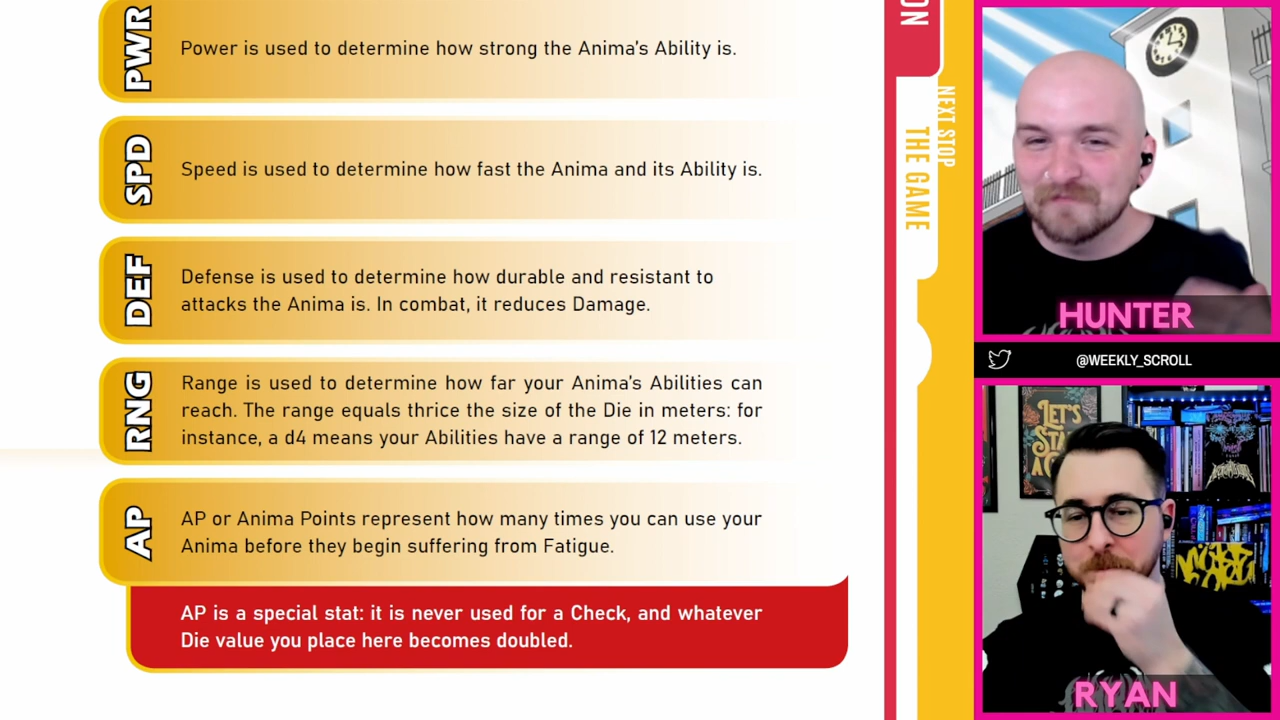 PWR
Power is used to determine how strong the Anima's Ability is.
SPD
Speed is used to determine how fast the Anima and its Ability is.
DEF
Defense is used to determine how durable and resistant to
attacks the Anima is. In combat, it reduces Damage.
RNG
Range is used to determine how far your Anima's Abilities can
reach. The range equals thrice the size of the Die in meters: for
instance, a d4 means your Abilities have a range of 12 meters.
AP
AP or Anima Points represent how many times you can use your
Anima before they begin suffering from Fatigue.
AP is a special stat: it is never used for a Check, and whatever
Die value you place here becomes doubled.
ON
NEXT STOP
THE GAME
HUNTER
@WEEKLY_SCROLL
LET'S
RYAN